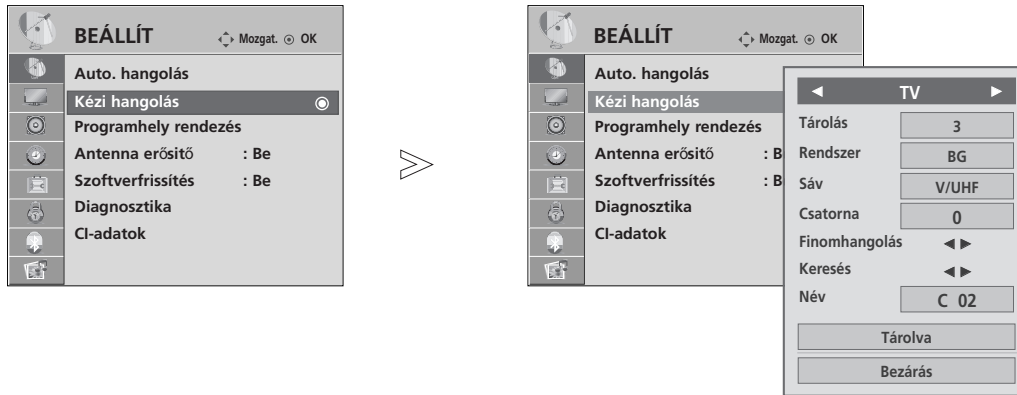 BEÁLLÍT Mozgat. OK
Auto. hangolás
Kézi hangolás
Programhely rendezés
Antenna erősitő : Be
Szoftverfrissítés : Be
Diagnosztika
CI-adatok
BEÁLLÍT Mozgat. OK
Auto. hangolás
Kézi hangolás
Programhely rendezés
Antenna erősitő : B
Szoftverfrissítés : B
Diagnosztika
CI-adatok
◄ TV ►
Tárolás 3
Rendszer BG
Sáv V/UHF
Csatorna 0
Finomhangolás ◄ ►
Keresés ◄ ►
Név C 02
Tárolva
Bezárás